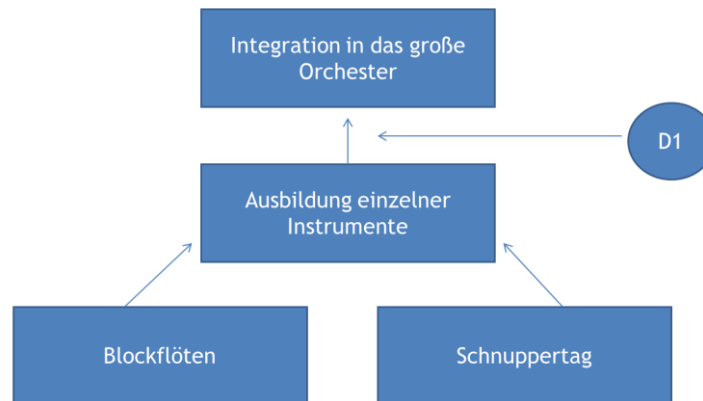 Integration in das große
Orchester
D1
Ausbildung einzelner
Instrumente
Blockflöten
Schnuppertag